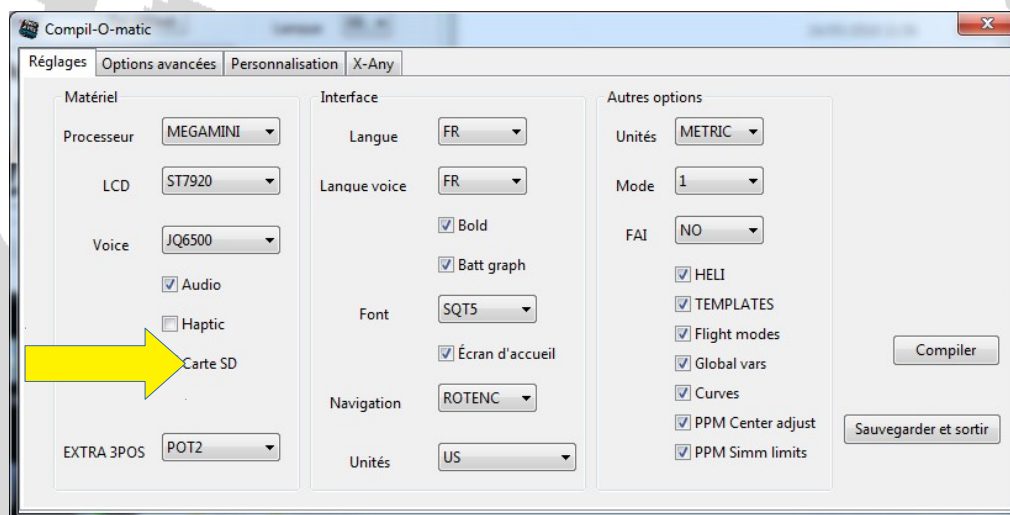 Compil-O-matic
Réglages Options avancées Personnalisation X-Any
Matériel
Processeur MEGAMINI
LCD ST7920
Voice JQ6500
Audio
Haptic
Carte SD
EXTRA 3POS POT2
Interface
Langue FR
Langue voice FR
Bold
Batt graph
Font SQT5
Écran d'accueil
Navigation ROTENC
Unités US
Autres options
Unités METRIC
Mode 1
FAI NO
HELI
TEMPLATES
Flight modes
Global vars
Curves
PPM Center adjust
PPM Simm limits
Compiler
Sauvegarder et sortir